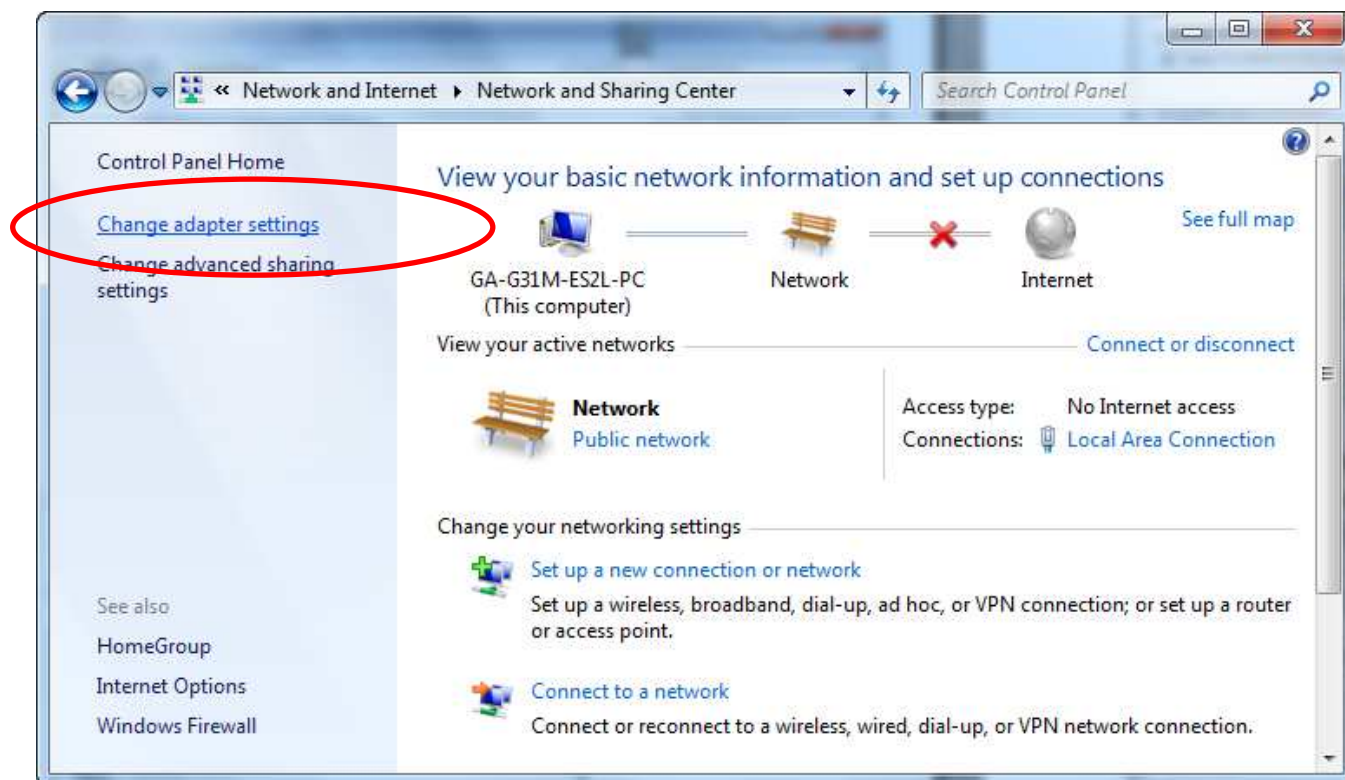 « Network and Internet ▸ Network and Sharing Center
Search Control Panel
Control Panel Home
Change adapter settings
Change advanced sharing
settings
See also
HomeGroup
Internet Options
Windows Firewall
View your basic network information and set up connections
See full map
GA-G31M-ES2L-PC
(This computer)
Network
Internet
View your active networks
Connect or disconnect
Network
Public network
Access type: No Internet access
Connections: Local Area Connection
Change your networking settings
Set up a new connection or network
Set up a wireless, broadband, dial-up, ad hoc, or VPN connection; or set up a router
or access point.
Connect to a network
Connect or reconnect to a wireless, wired, dial-up, or VPN network connection.